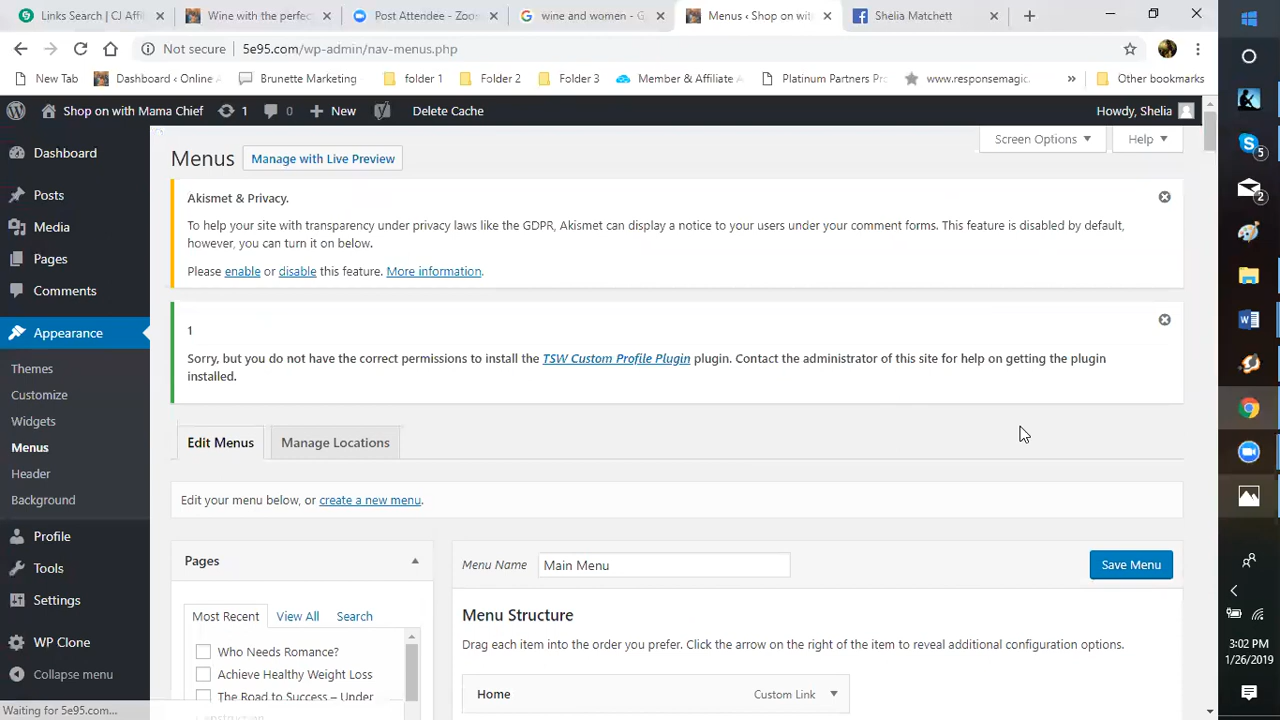 Links Search | CJ Affil
Wine with the perfec
Post Attendee - Zoo
wine and women - G
Menus ‹ Shop on wit
Shelia Matchett
Not secure
5e95.com/wp-admin/nav-menus.php
New Tab
Dashboard ‹ Online
Brunette Marketing
folder 1
Folder 2
Folder 3
Member & Affiliate
Platinum Partners Pr
www.responsemagic.
»
Other bookmarks
Shop on with Mama Chief
1
0
New
Delete Cache
Howdy, Shelia
Dashboard
Posts
Media
Pages
Comments
Appearance
Themes
Customize
Widgets
Menus
Header
Background
Profile
Tools
Settings
WP Clone
Collapse menu
Waiting for 5e95.com...
Menus
Manage with Live Preview
Screen Options
Help
Akismet & Privacy.
To help your site with transparency under privacy laws like the GDPR, Akismet can display a notice to your users under your comment forms. This feature is disabled by default,
however, you can turn it on below.
Please enable or disable this feature. More information.
1
Sorry, but you do not have the correct permissions to install the TSW Custom Profile Plugin plugin. Contact the administrator of this site for help on getting the plugin
installed.
Edit Menus
Manage Locations
Edit your menu below, or create a new menu.
Pages
Most Recent
View All
Search
Who Needs Romance?
Achieve Healthy Weight Loss
The Road to Success – Under
Menu Name
Main Menu
Save Menu
Menu Structure
Drag each item into the order you prefer. Click the arrow on the right of the item to reveal additional configuration options.
Home
Custom Link
5
2
3:02 PM
1/26/2019